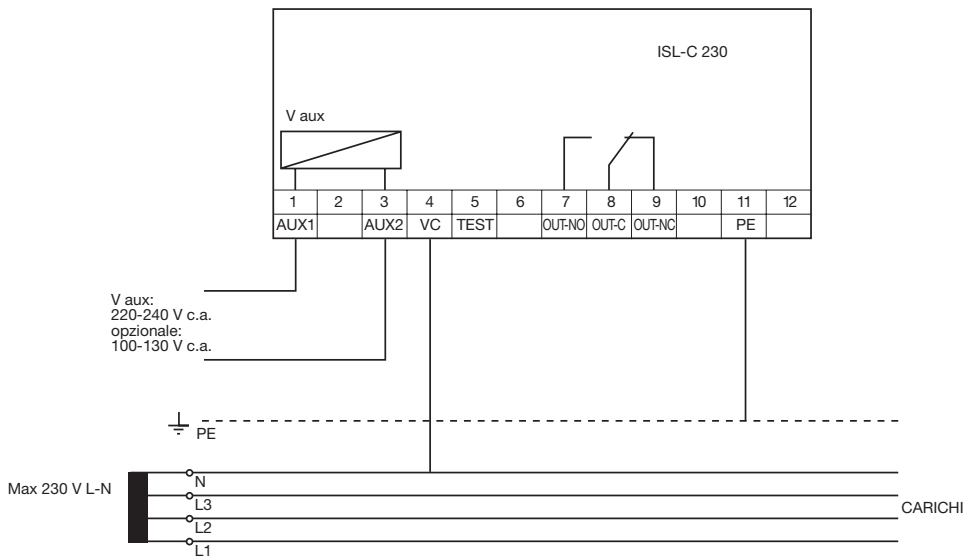 ISL-C 230
V aux
1 2 3 4 5 6 7 8 9 10 11 12
AUX1 AUX2 VC TEST OUT-NO OUT-C OUT-NC PE
V aux:
220-240 V c.a.
opzionale:
100-130 V c.a.
PE
Max 230 V L-N
N
L3
CARICHI
L2
L1